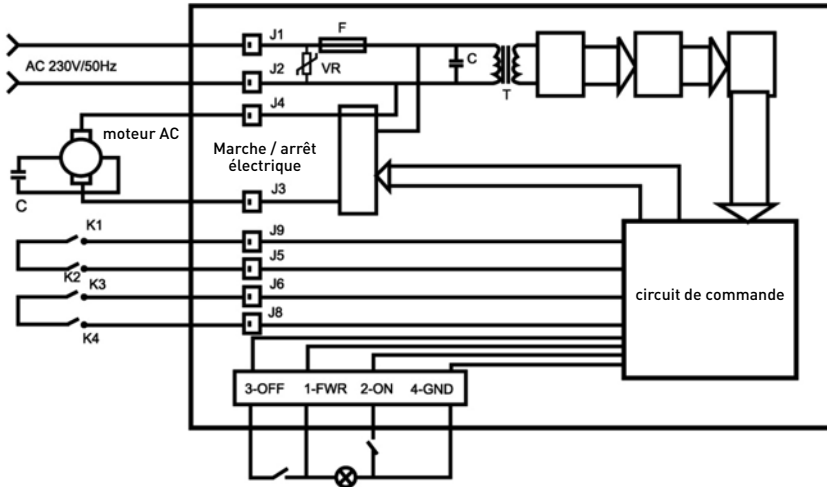 J1
F
AC 230V/50Hz
VR
C
J2
T
J4
moteur AC
Marche / arrêt
électrique
C
J3
K1
J9
J5
K2
K3
J6
circuit de commande
J8
K4
3-OFF 1-FWR 2-ON 4-GND